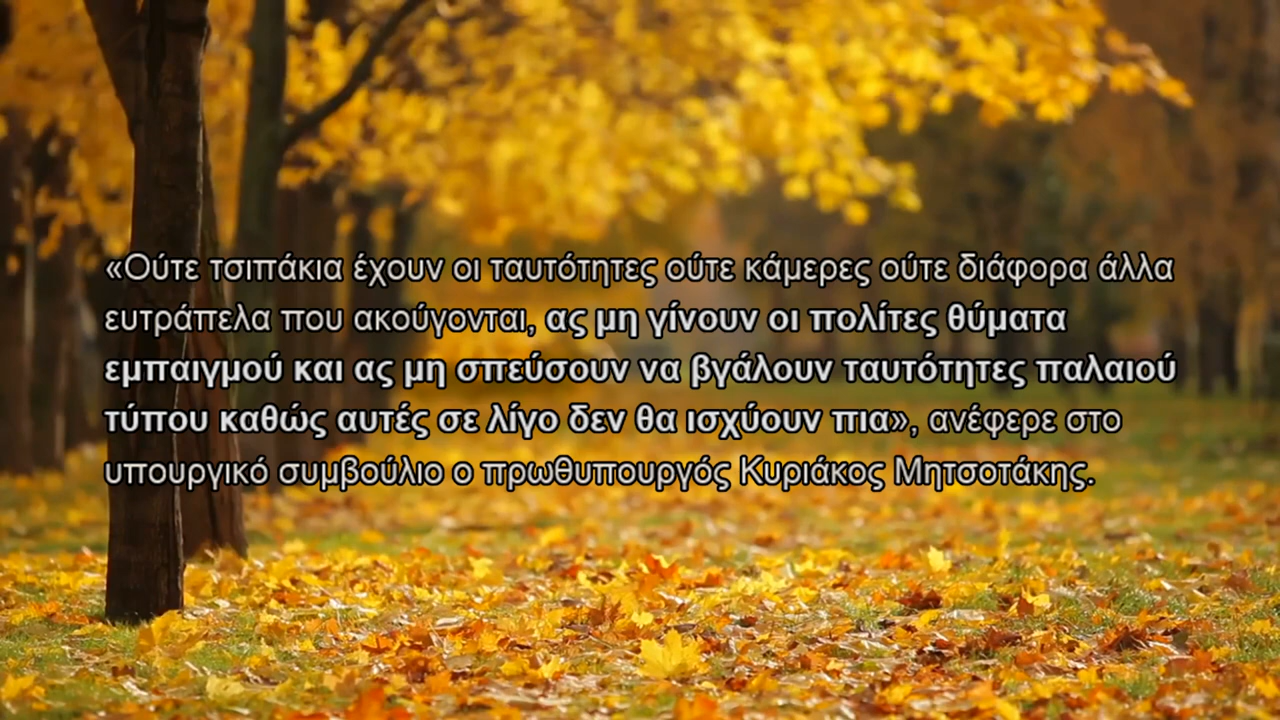 «Ούτε τσιπάκια έχουν οι ταυτότητες ούτε κάμερες ούτε διάφορα άλλα
ευτράπελα που ακούγονται, ας μη γίνουν οι πολίτες θύματα
εμπαιγμού και ας μη σπεύσουν να βγάλουν ταυτότητες παλαιού
τύπου καθώς αυτές σε λίγο δεν θα ισχύουν πια», ανέφερε στο
υπουργικό συμβούλιο ο πρωθυπουργός Κυριάκος Μητσοτάκης.